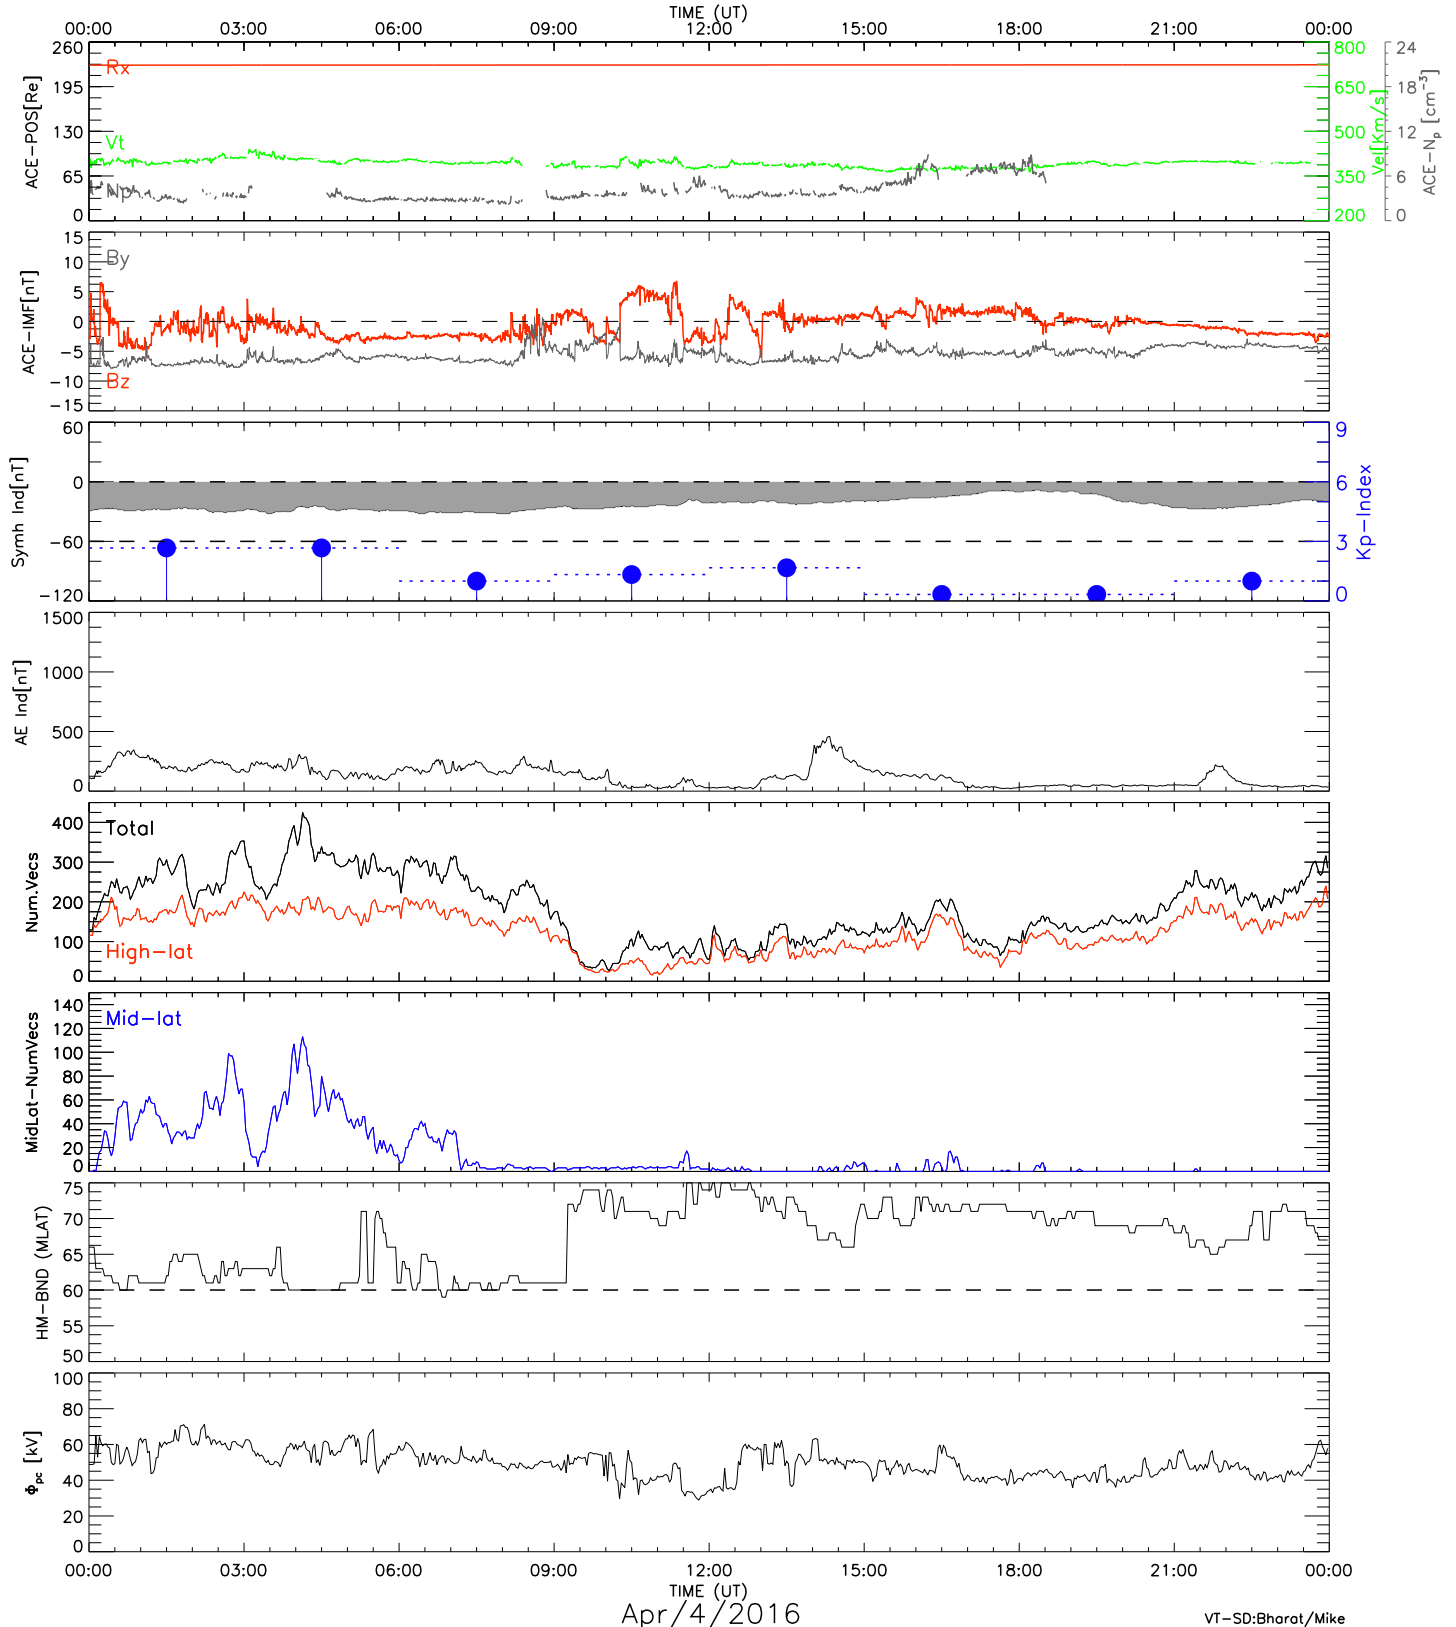 TIME (UT)
00:00 03:00 06:00 09:00 12:00 15:00 18:00 21:00 00:00
ACE-POS[Re]
260
195
130
65
0
Rx
Vt
Np
800
650
500
350
200
Vel[Km/s]
24
18
12
6
0
ACE-Np [cm-3]
ACE-IMF[nT]
15
10
5
0
-5
-10
-15
By
Bz
Symh Ind[nT]
60
0
-60
-120
9
6
3
0
Kp-Index
AE Ind[nT]
1500
1000
500
0
Num.Vecs
400
300
200
100
0
Total
High-lat
MidLat-NumVecs
140
120
100
80
60
40
20
0
Mid-lat
HM-BND (MLAT)
75
70
65
60
55
50
Φpc [kV]
100
80
60
40
20
0
00:00 03:00 06:00 09:00 12:00 15:00 18:00 21:00 00:00
TIME (UT)
Apr/4/2016
VT-SD:Bharat/Mike